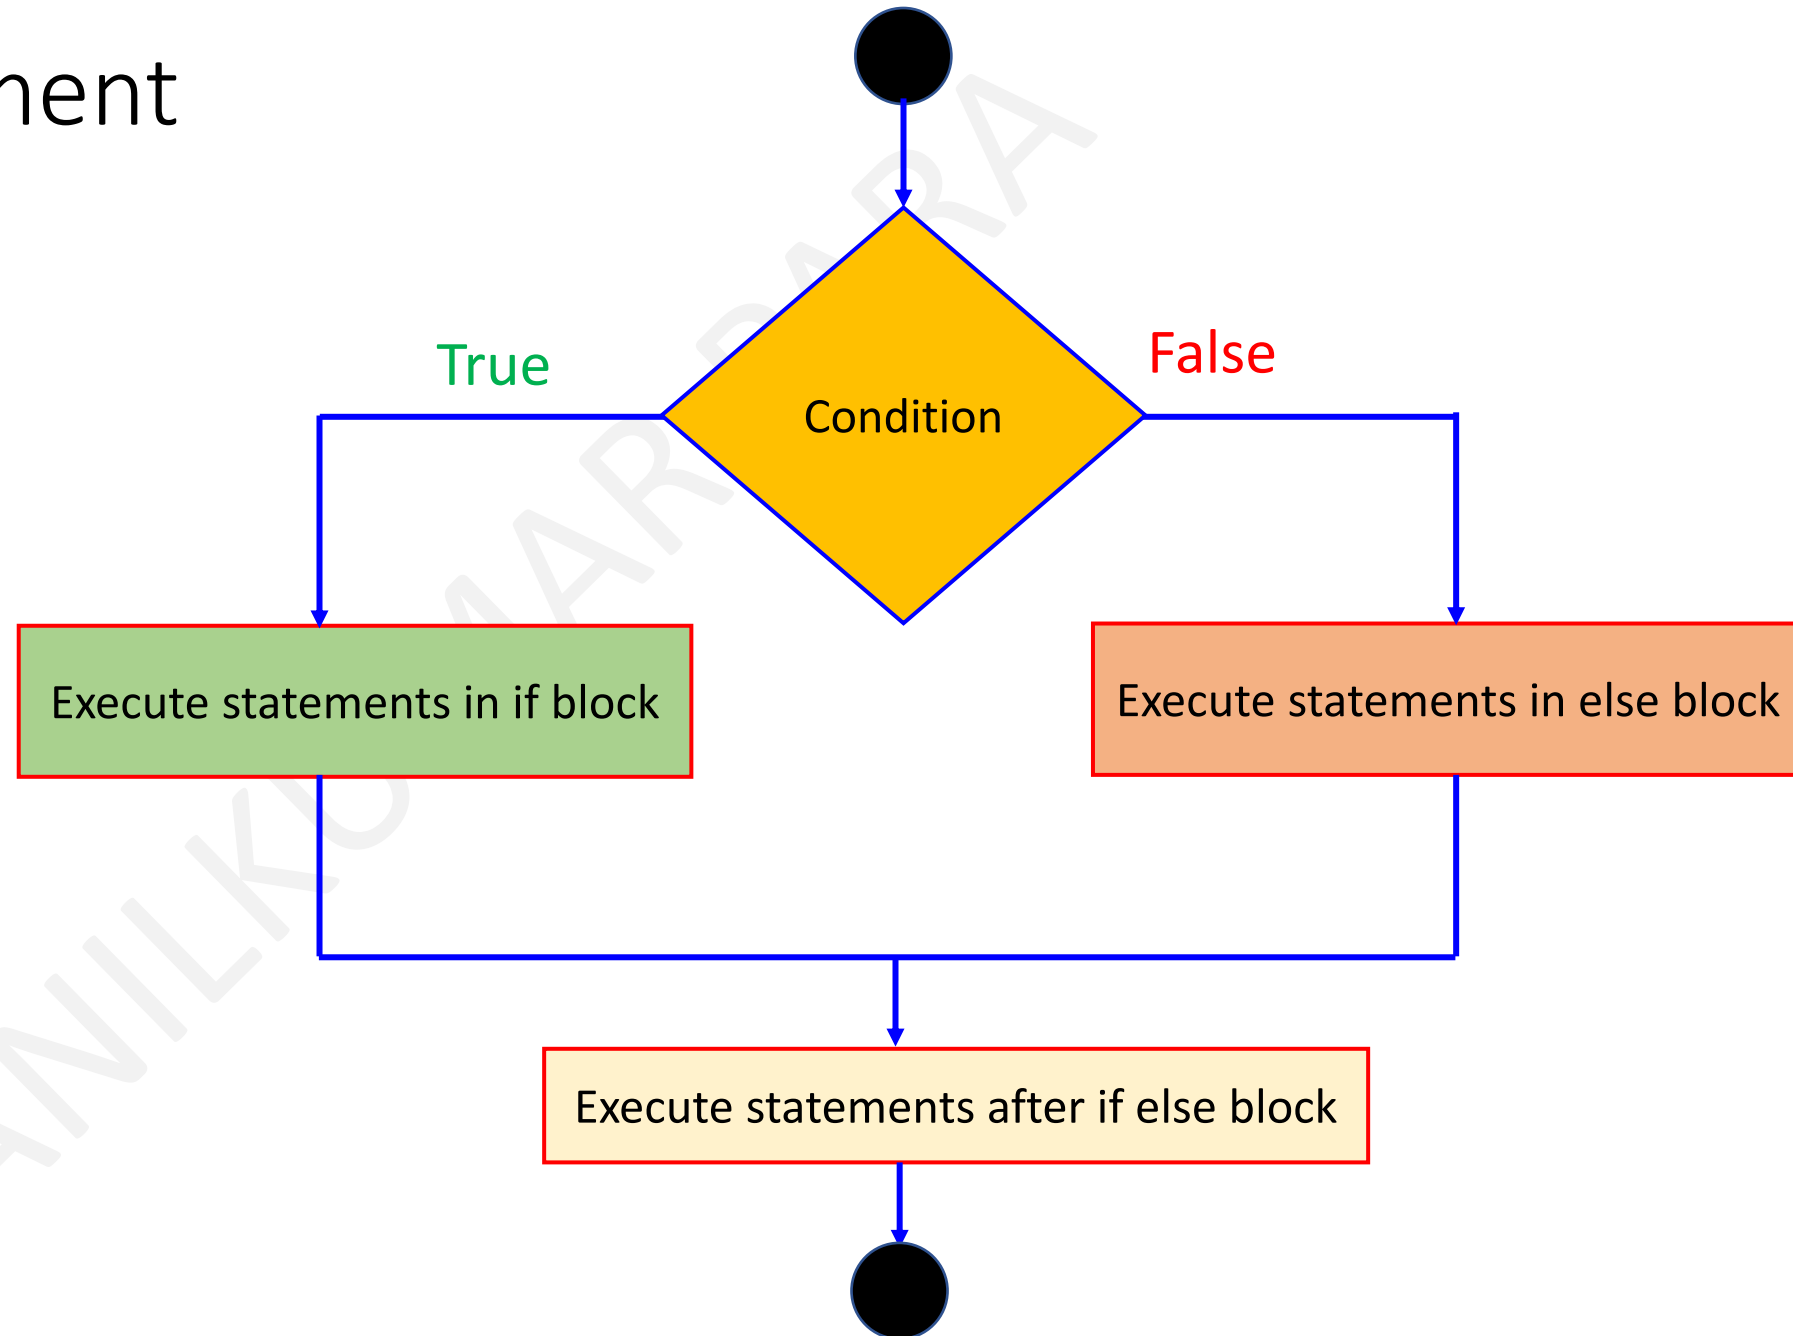 nent
True
False
Condition
Execute statements in if block
Execute statements in else block
Execute statements after if else block